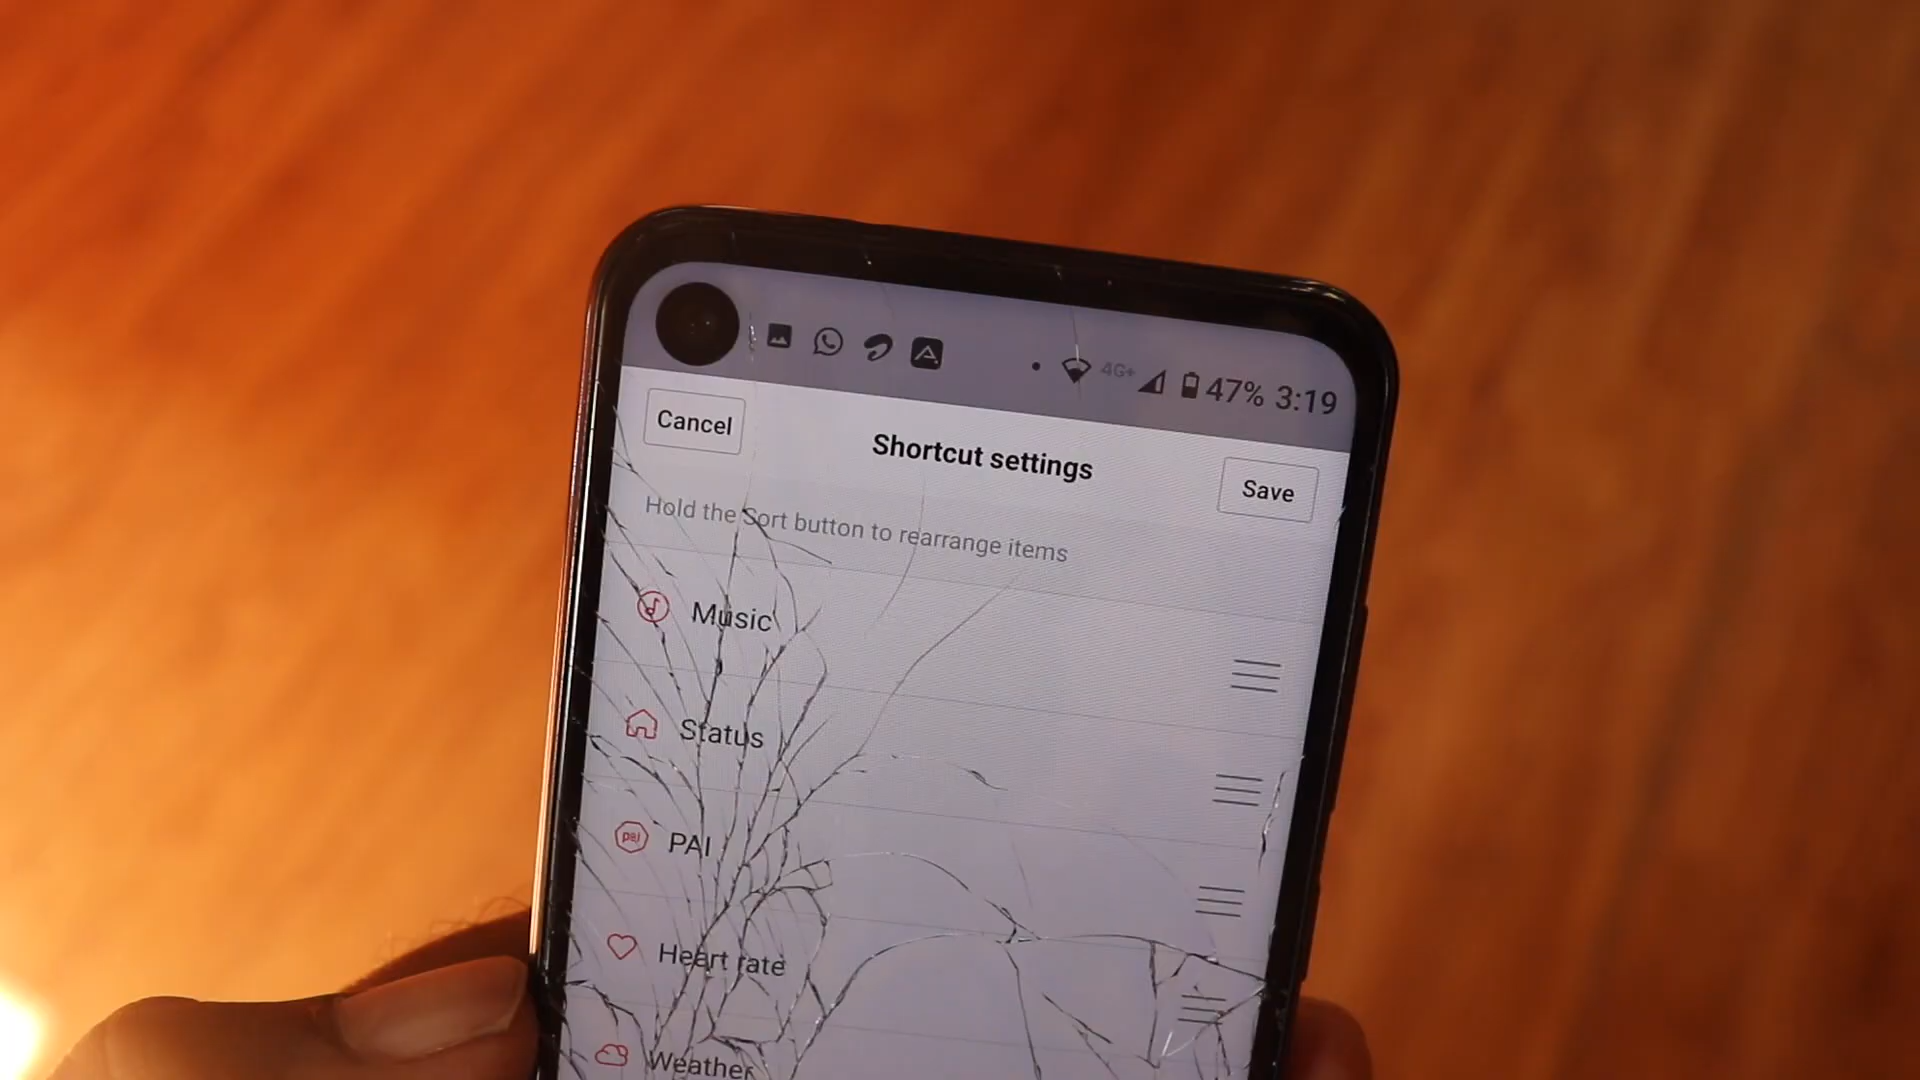 4G+ 47% 3:19
Cancel
Shortcut settings
Save
Hold the Sort button to rearrange items
Music
Status
PAI
PAI
Heart rate
Weather